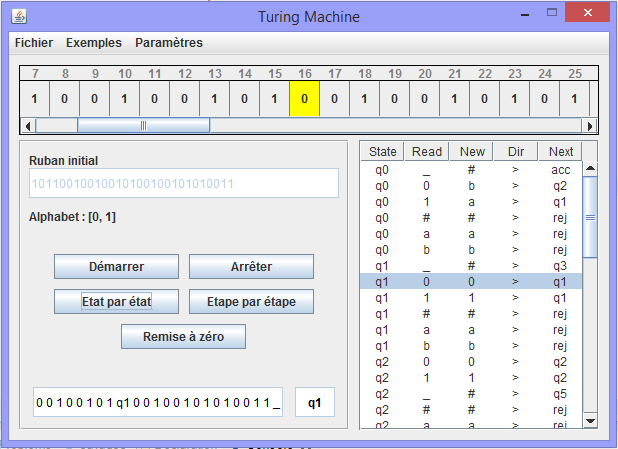 Turing Machine
Fichier Exemples Paramètres
7 8 9 10 11 12 13 14 15 16 17 18 19 20 21 22 23 24 25
1 0 0 1 0 0 1 0 1 0 0 1 0 0 1 0 1 0 1
Ruban initial
10110010010010100100101010011
Alphabet : [0, 1]
Démarrer Arrêter
Etat par état Etape par étape
Remise à zéro
0 0 1 0 0 1 0 1 q1 0 0 1 0 0 1 0 1 0 1 0 0 1 1 _ q1
State Read New Dir Next
q0 _ # > acc
q0 0 b > q2
q0 1 a > q1
q0 # # > rej
q0 a a > rej
q0 b b > rej
q1 _ # > q3
q1 0 0 > q1
q1 1 1 > q1
q1 # # > rej
q1 a a > rej
q1 b b > rej
q2 0 0 > q2
q2 1 1 > q2
q2 _ # > q5
q2 # # > rej
q2 a a > rej